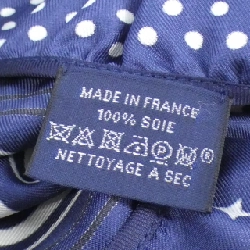 MADE IN FRANCE
100% SOIE
NETTOYAGE À SEC